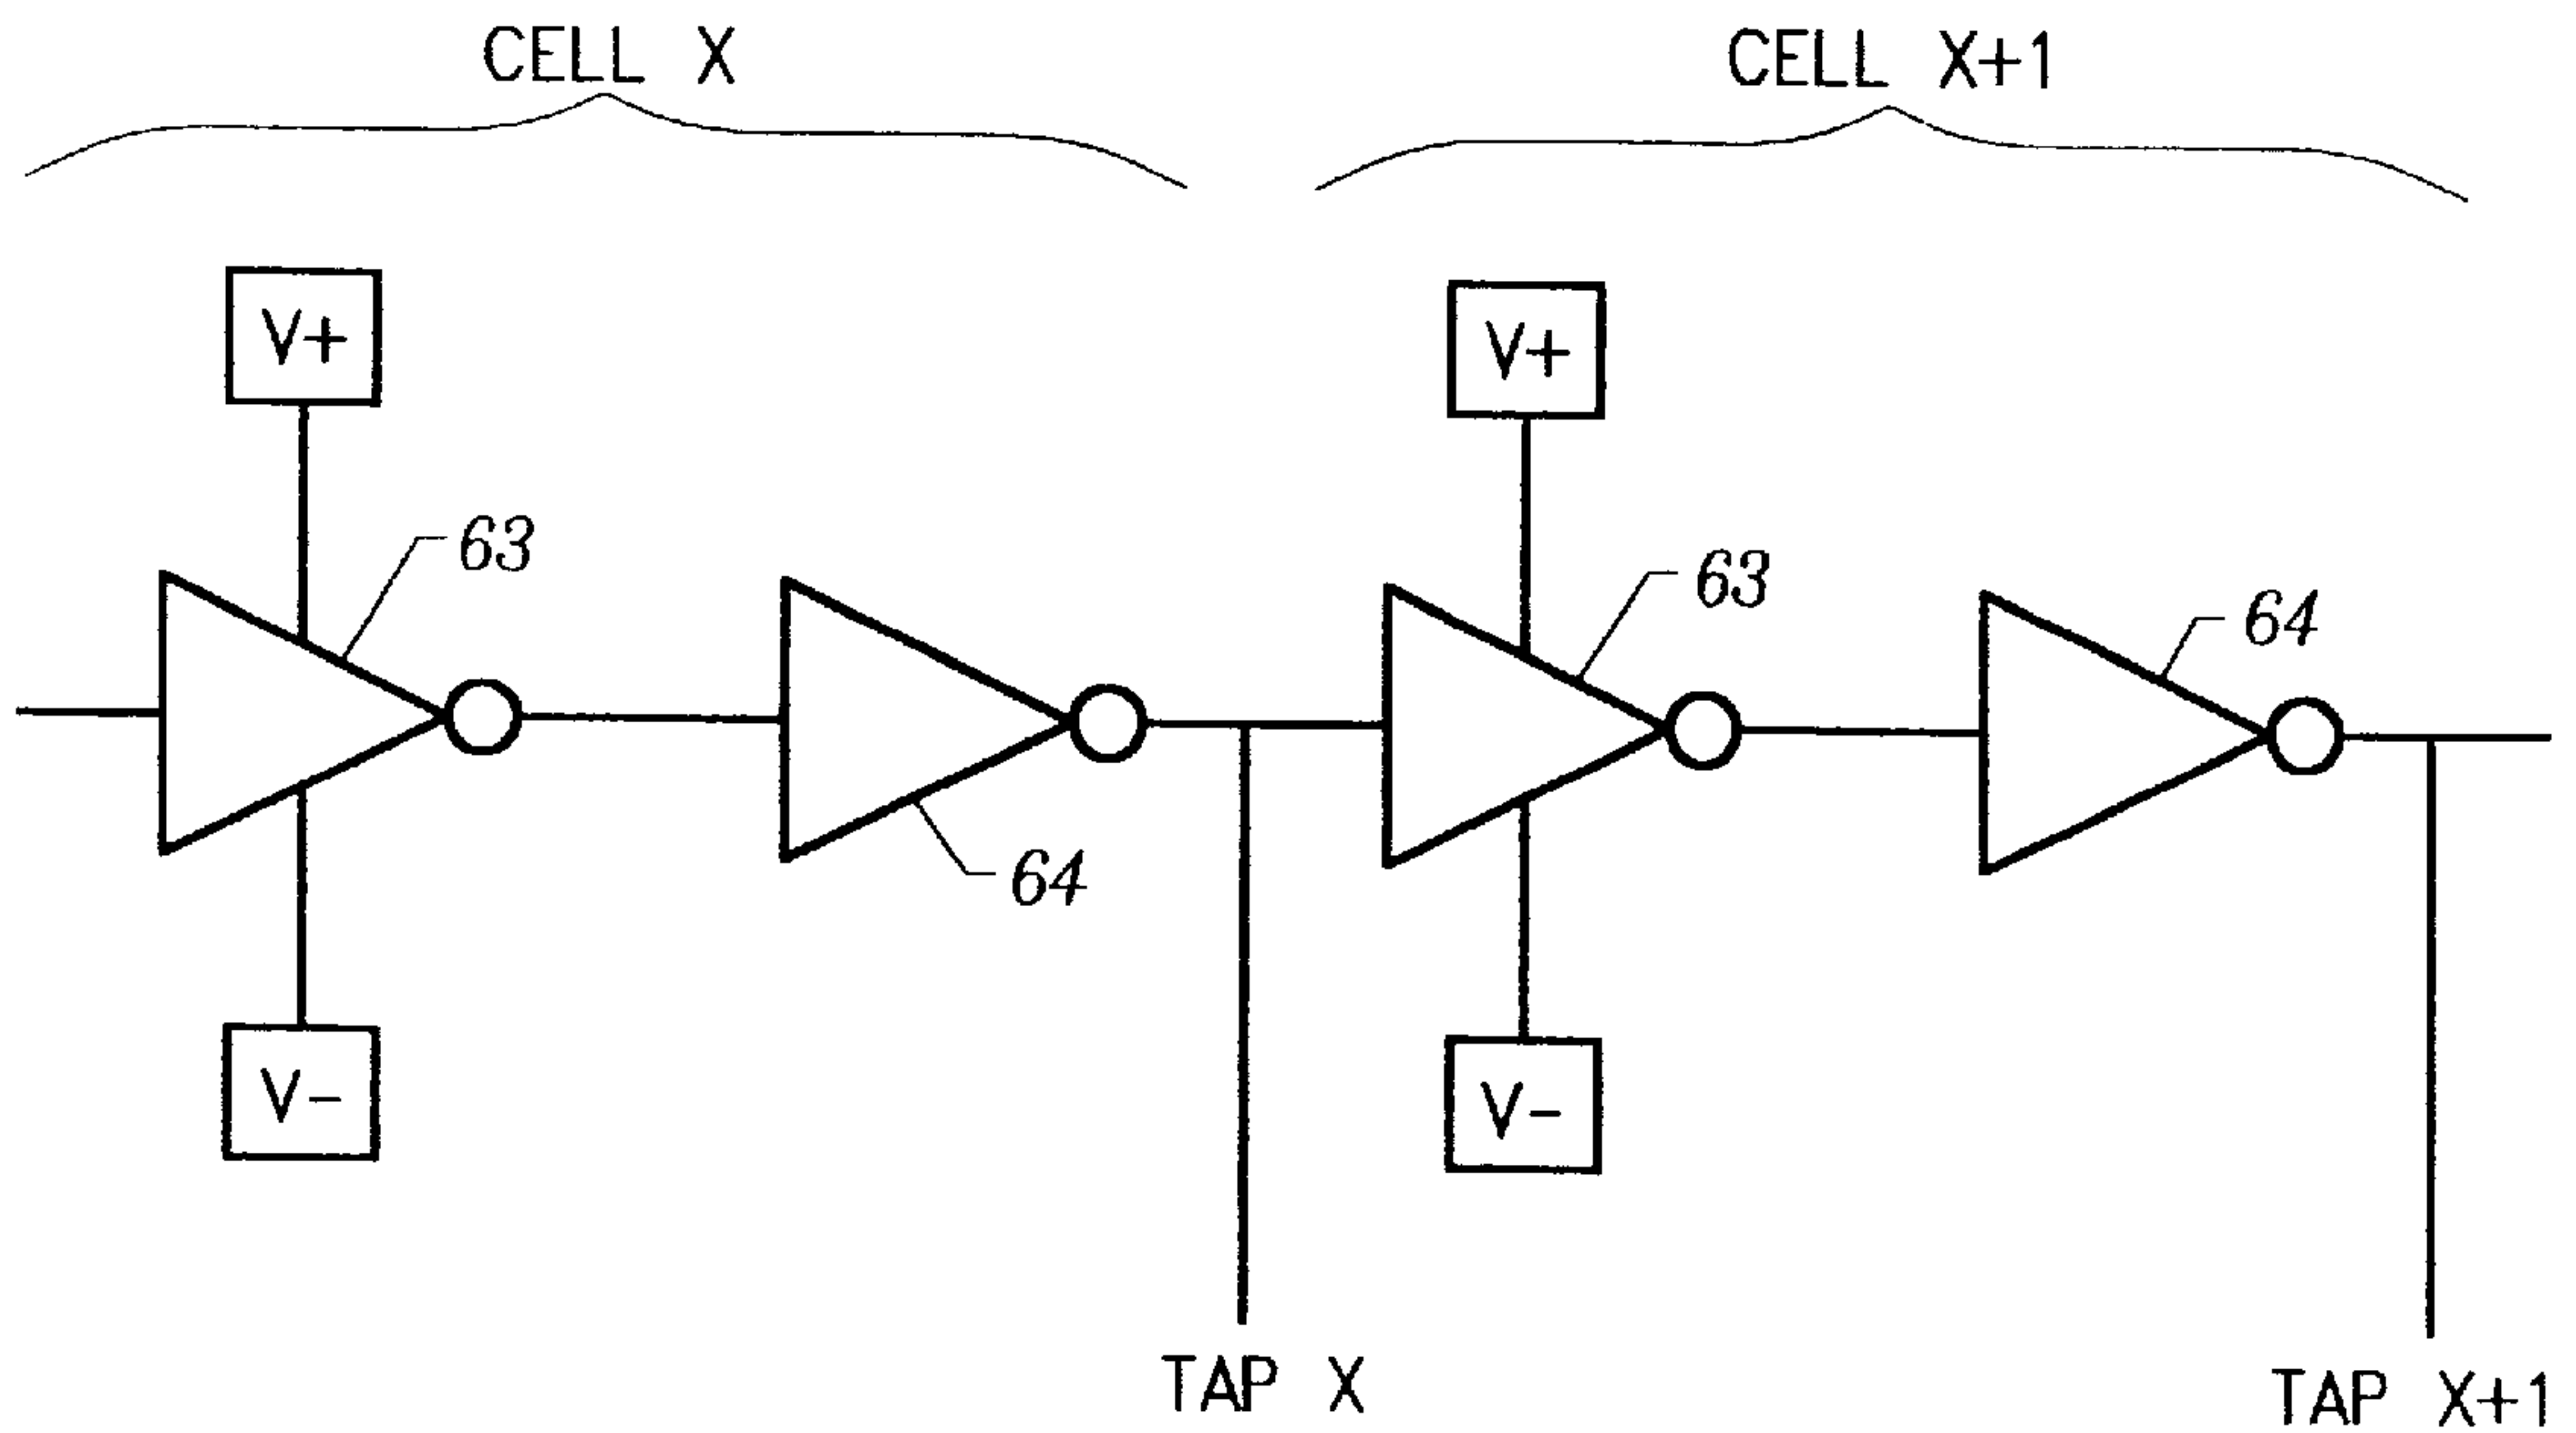 CELL X
CELL X+1
V+
V+
63
63
64
64
V-
V-
TAP X
TAP X+1